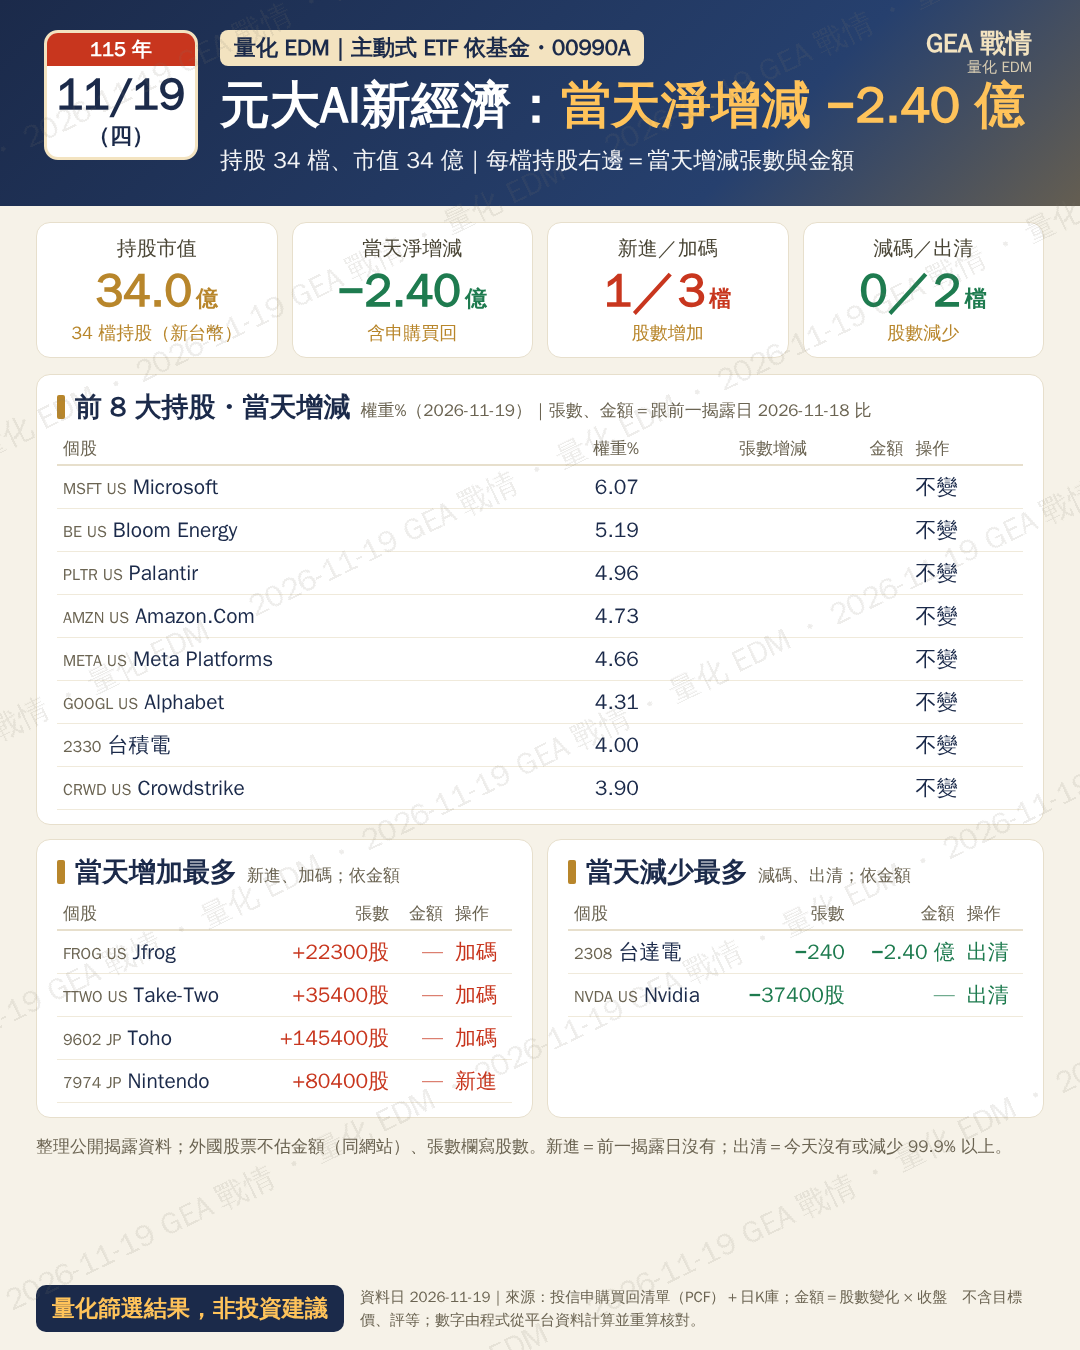 115 年
11/19
(四)
量化 EDM｜主動式 ETF 依基金・00990A
GEA 戰情
量化 EDM
元大AI新經濟：當天淨增減 −2.40 億
持股 34 檔、市值 34 億｜每檔持股右邊＝當天增減張數與金額
持股市值
34.0億
34 檔持股（新台幣）
當天淨增減
−2.40億
含申購買回
新進／加碼
1／3檔
股數增加
減碼／出清
0／2檔
股數減少
前 8 大持股・當天增減 權重%（2026-11-19）｜張數、金額＝跟前一揭露日 2026-11-18 比
個股 權重% 張數增減 金額 操作
MSFT US Microsoft 6.07 不變
BE US Bloom Energy 5.19 不變
PLTR US Palantir 4.96 不變
AMZN US Amazon.Com 4.73 不變
META US Meta Platforms 4.66 不變
GOOGL US Alphabet 4.31 不變
2330 台積電 4.00 不變
CRWD US Crowdstrike 3.90 不變
當天增加最多 新進、加碼；依金額
個股 張數 金額 操作
FROG US Jfrog +22300股 — 加碼
TTWO US Take-Two +35400股 — 加碼
9602 JP Toho +145400股 — 加碼
7974 JP Nintendo +80400股 — 新進
當天減少最多 減碼、出清；依金額
個股 張數 金額 操作
2308 台達電 −240 −2.40 億 出清
NVDA US Nvidia −37400股 — 出清
整理公開揭露資料；外國股票不估金額（同網站）、張數欄寫股數。新進＝前一揭露日沒有；出清＝今天沒有或減少 99.9% 以上。
量化篩選結果，非投資建議
資料日 2026-11-19｜來源：投信申購買回清單（PCF）＋日K庫；金額＝股數變化 × 收盤　不含目標
價、評等；數字由程式從平台資料計算並重算核對。
2026-11-19 GEA 戰情 ・ 量化 EDM